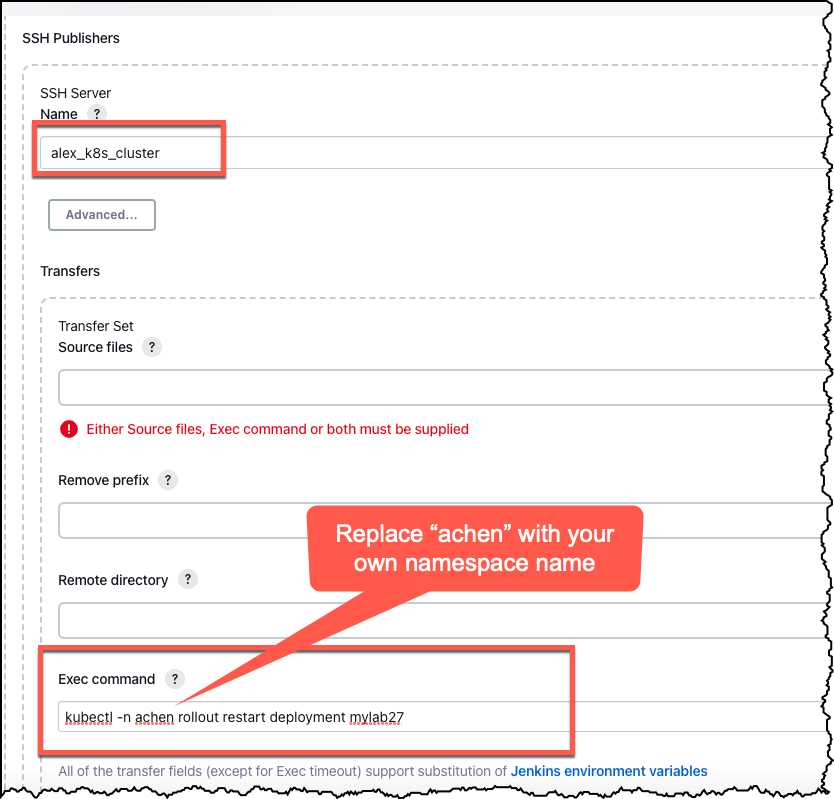 SSH Publishers
SSH Server
Name ?
alex_k8s_cluster
Advanced...
Transfers
Transfer Set
Source files ?
! Either Source files, Exec command or both must be supplied
Remove prefix ?
Replace “achen” with your
own namespace name
Remote directory ?
Exec command ?
kubectl -n achen rollout restart deployment mylab27
All of the transfer fields (except for Exec timeout) support substitution of Jenkins environment variables